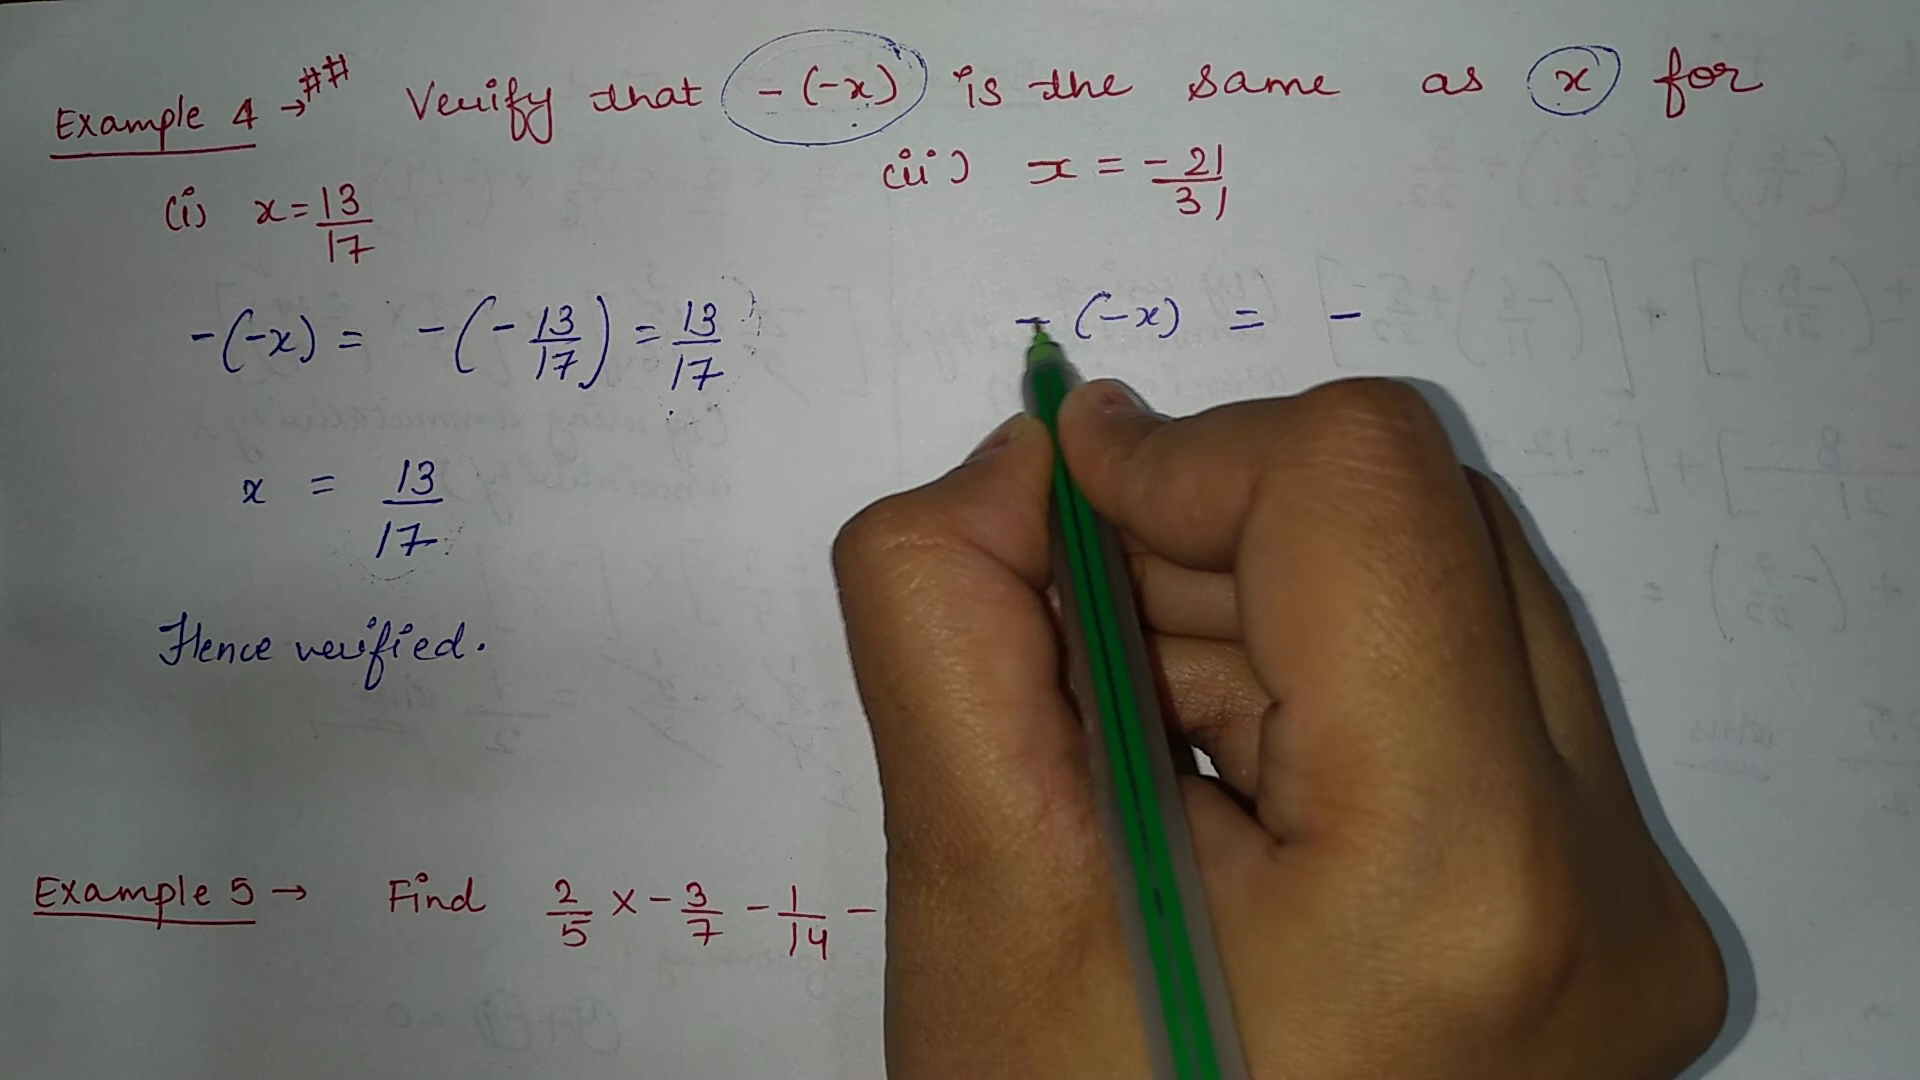 Example 4 → ## Verify that -(-x) is the same as x for
(i) x = 13/17
(ii) x = -21/31
-(-x) = -(-13/17) = 13/17
x = 13/17
Hence verified.
-(-x) = -
Example 5 → Find 2/5 × -3/7 - 1/14 -